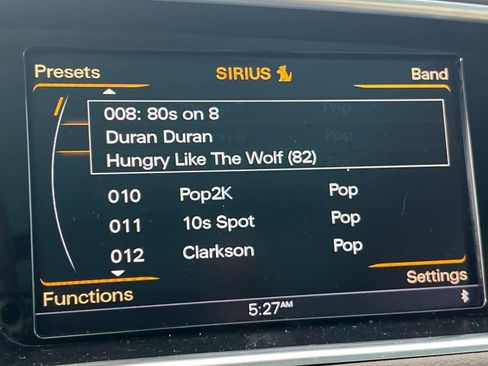 Presets SIRIUS Band
008: 80s on 8
Duran Duran
Hungry Like The Wolf (82)
010 Pop2K Pop
011 10s Spot Pop
012 Clarkson Pop
Functions Settings
5:27AM